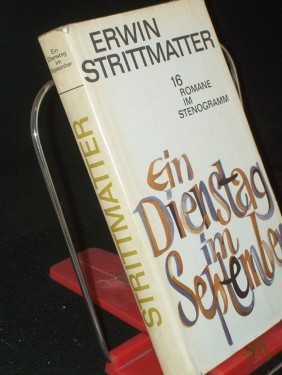 ERWIN
STRITTMATTER
16
ROMANE
IM
STENOGRAMM
Ein
Dienstag
im
September
Ein
Dienstag
im
September
STRITTMATTER